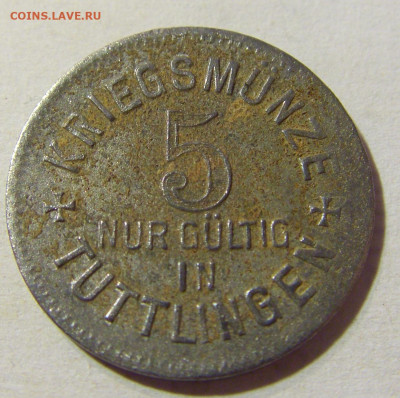 COINS.LAVE.RU
KRIEGSMÜNZE
5
NUR GÜLTIG
IN
TUTTLINGEN